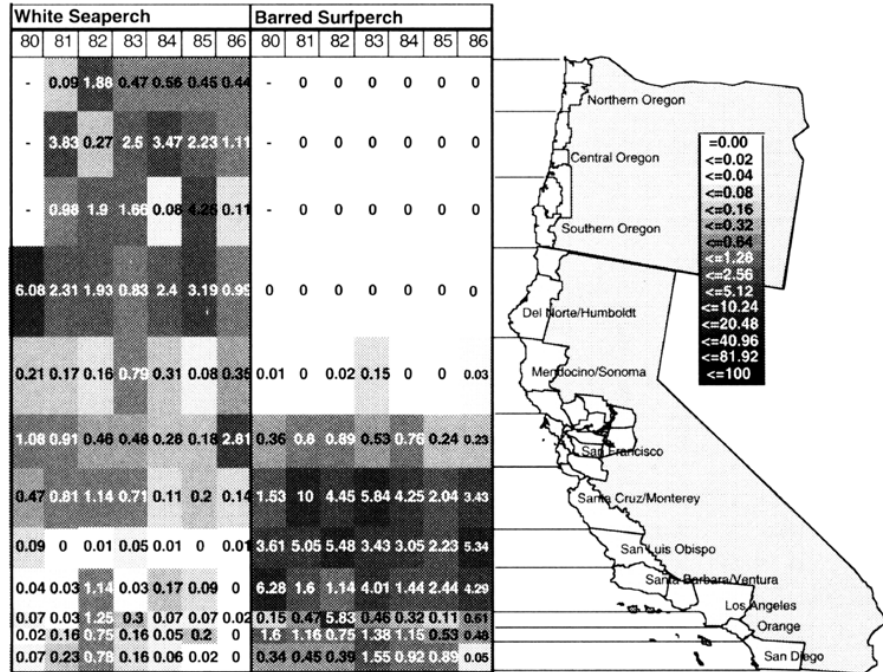 White Seaperch Barred Surfperch
80 81 82 83 84 85 86 80 81 82 83 84 85 86
- 0.09 1.88 0.47 0.56 0.45 0.44 - 0 0 0 0 0 0
Northern Oregon
- 3.83 0.27 2.5 3.47 2.23 1.11 - 0 0 0 0 0 0
Central Oregon
- 0.98 1.9 1.66 0.08 4.26 0.11 - 0 0 0 0 0 0
Southern Oregon
6.08 2.31 1.93 0.83 2.4 3.19 0.99 0 0 0 0 0 0 0
Del Norte/Humboldt
0.21 0.17 0.16 0.79 0.31 0.08 0.35 0.01 0 0.02 0.15 0 0 0.03
Mendocino/Sonoma
1.08 0.91 0.46 0.48 0.28 0.18 2.81 0.36 0.8 0.89 0.53 0.76 0.24 0.23
San Francisco
0.47 0.81 1.14 0.71 0.11 0.2 0.14 1.53 10 4.45 5.84 4.25 2.04 3.43
Santa Cruz/Monterey
0.09 0 0.01 0.05 0.01 0 0.01 3.61 5.05 5.48 3.43 3.05 2.23 5.34
San Luis Obispo
0.04 0.03 1.14 0.03 0.17 0.09 0 6.28 1.6 1.14 4.01 1.44 2.44 4.29
Santa Barbara/Ventura
0.07 0.03 1.25 0.3 0.07 0.07 0.02 0.15 0.47 5.83 0.46 0.32 0.11 0.61
Los Angeles
0.02 0.16 0.75 0.16 0.05 0.2 0 1.6 1.16 0.75 1.38 1.15 0.53 0.48
Orange
0.07 0.23 0.78 0.16 0.06 0.02 0 0.34 0.45 0.39 1.55 0.92 0.89 0.05
San Diego
=0.00
<=0.02
<=0.04
<=0.08
<=0.16
<=0.32
<=0.64
<=1.28
<=2.56
<=5.12
<=10.24
<=20.48
<=40.96
<=81.92
<=100